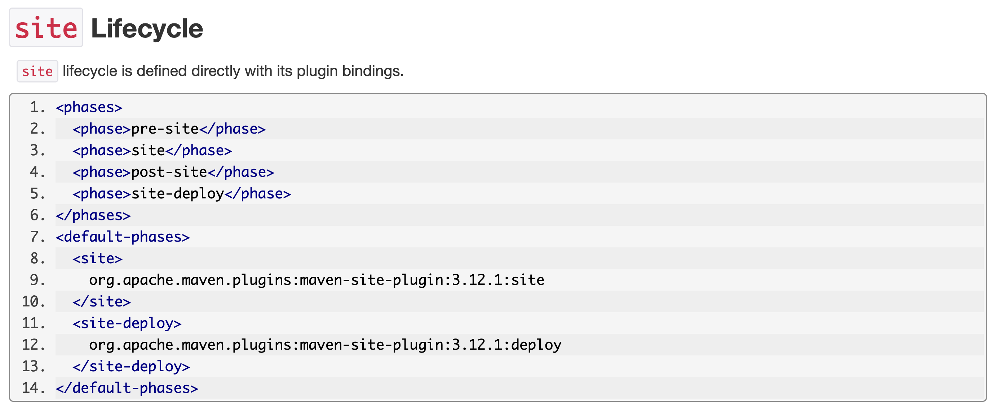 site Lifecycle
site lifecycle is defined directly with its plugin bindings.
1. <phases>
2.   <phase>pre-site</phase>
3.   <phase>site</phase>
4.   <phase>post-site</phase>
5.   <phase>site-deploy</phase>
6. </phases>
7. <default-phases>
8.   <site>
9.     org.apache.maven.plugins:maven-site-plugin:3.12.1:site
10.   </site>
11.   <site-deploy>
12.     org.apache.maven.plugins:maven-site-plugin:3.12.1:deploy
13.   </site-deploy>
14. </default-phases>